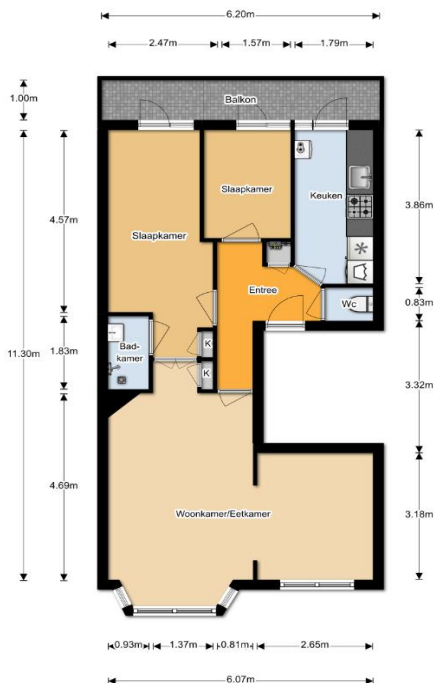 6.20m
2.47m
1.57m
1.79m
1.00m
Balkon
4.57m
Slaapkamer
Keuken
3.86m
Slaapkamer
Entree
Wc
0.83m
11.30m
1.83m
Bad-
kamer
K
K
3.32m
4.69m
Woonkamer/Eetkamer
3.18m
0.93m
1.37m
0.81m
2.65m
6.07m